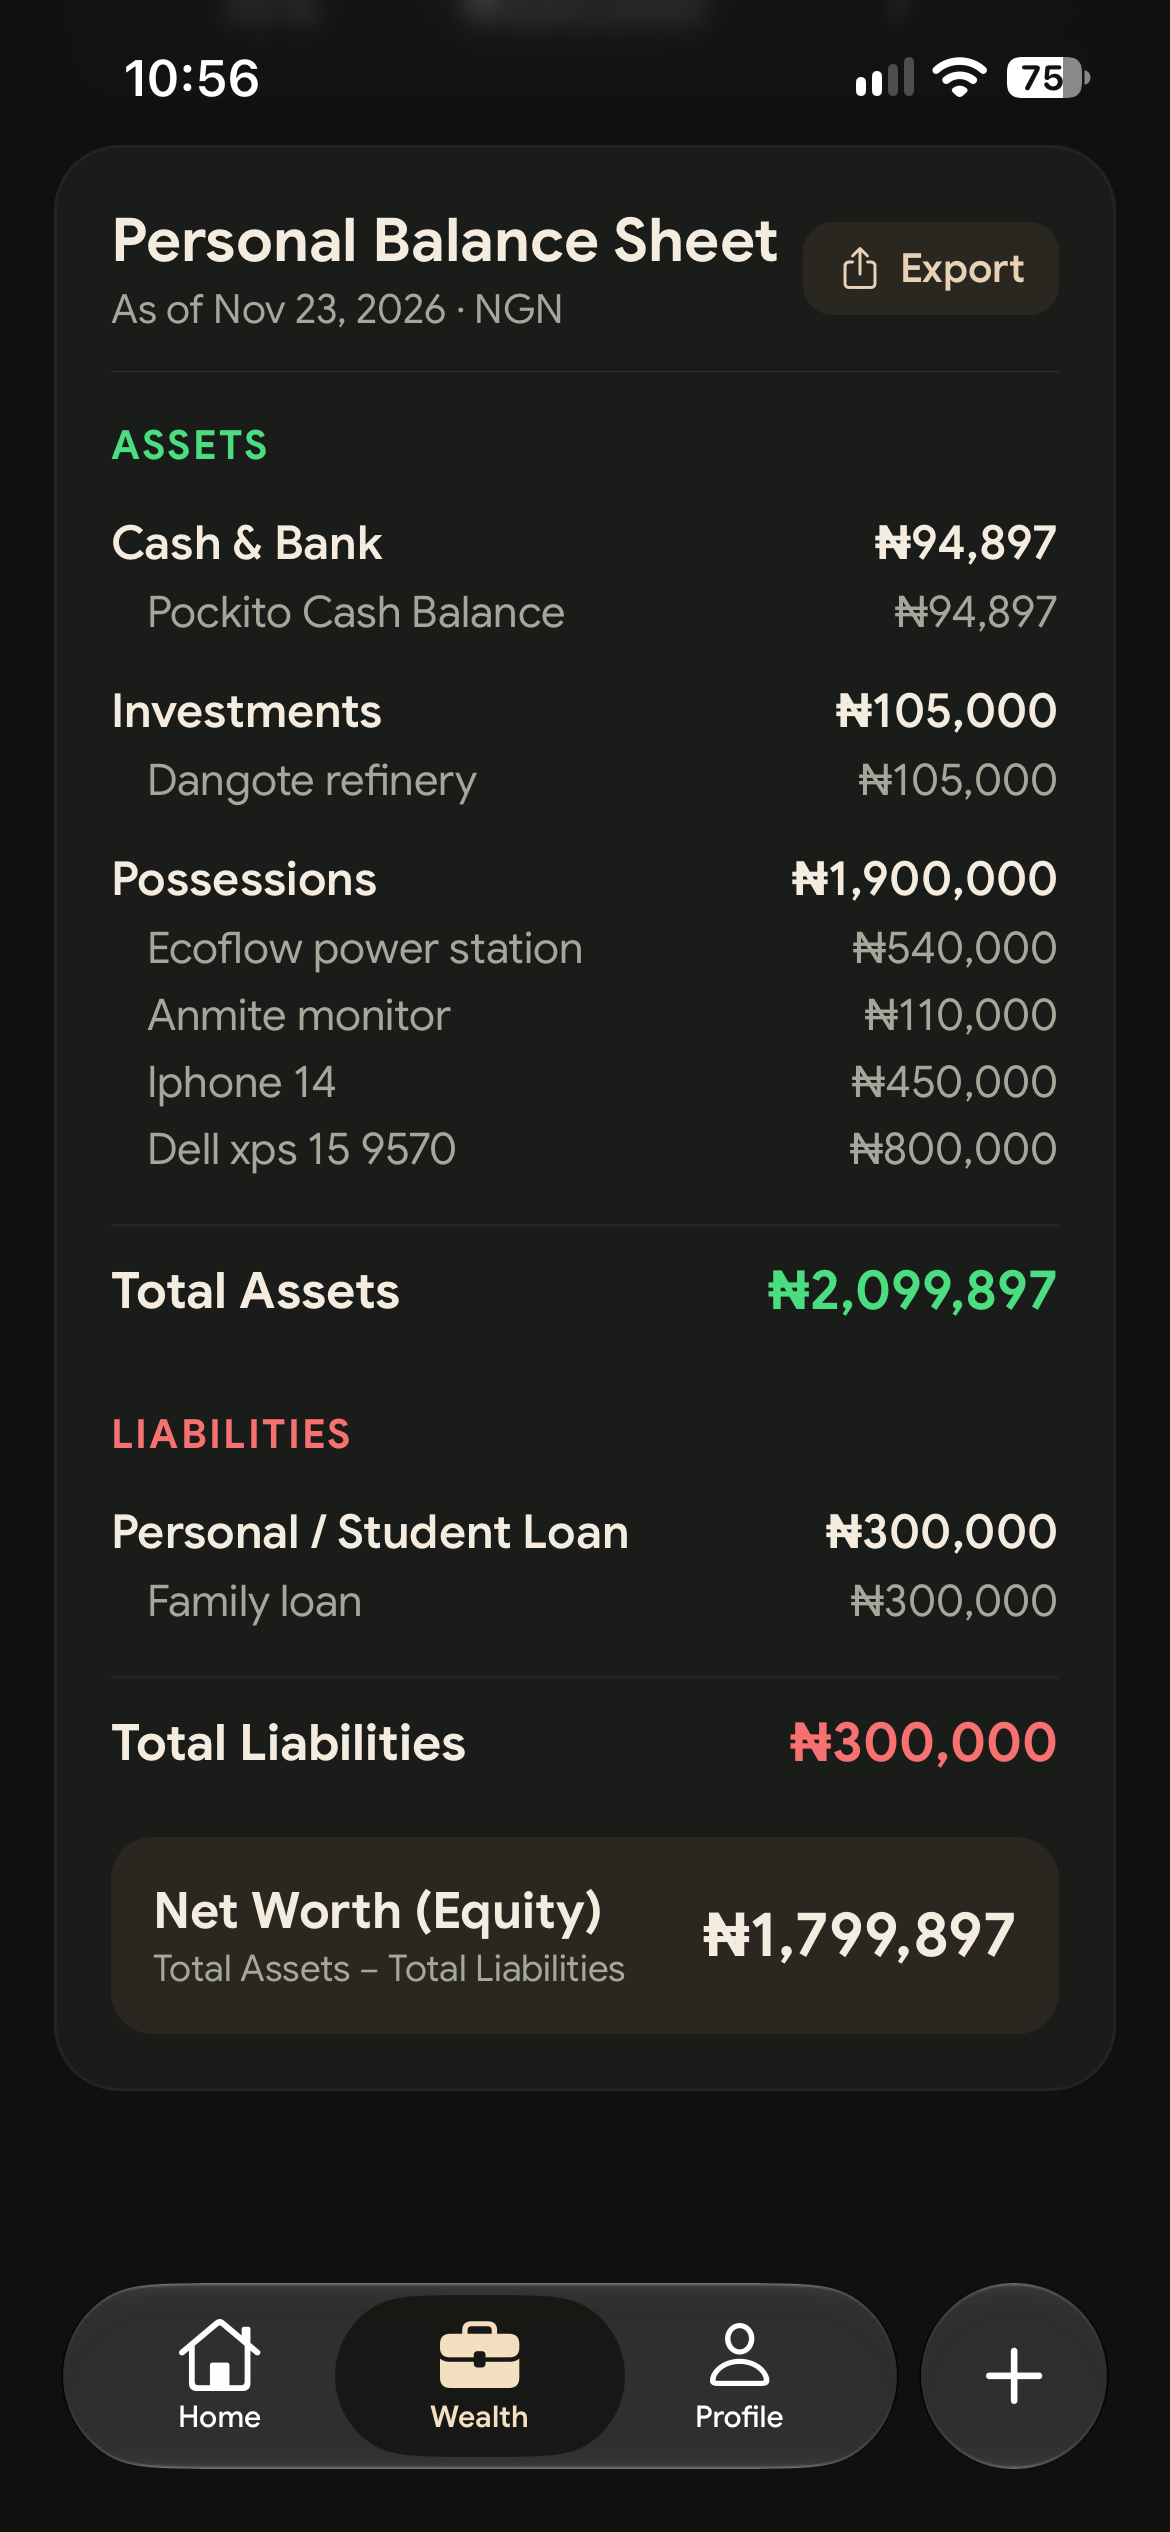 10:56
75
Personal Balance Sheet
Export
As of Nov 23, 2026 · NGN
ASSETS
Cash & Bank ₦94,897
Pockito Cash Balance ₦94,897
Investments ₦105,000
Dangote refinery ₦105,000
Possessions ₦1,900,000
Ecoflow power station ₦540,000
Anmite monitor ₦110,000
Iphone 14 ₦450,000
Dell xps 15 9570 ₦800,000
Total Assets ₦2,099,897
LIABILITIES
Personal / Student Loan ₦300,000
Family loan ₦300,000
Total Liabilities ₦300,000
Net Worth (Equity) ₦1,799,897
Total Assets – Total Liabilities
Home
Wealth
Profile